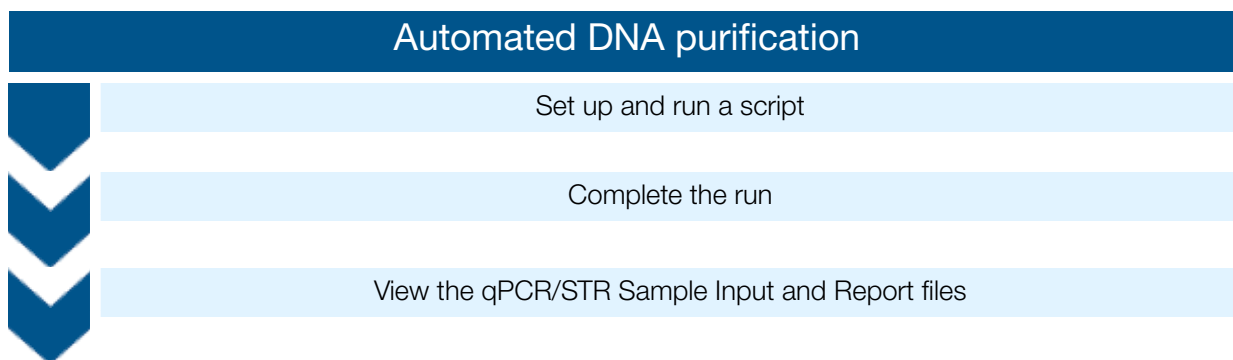 Automated DNA purification
Set up and run a script
Complete the run
View the qPCR/STR Sample Input and Report files